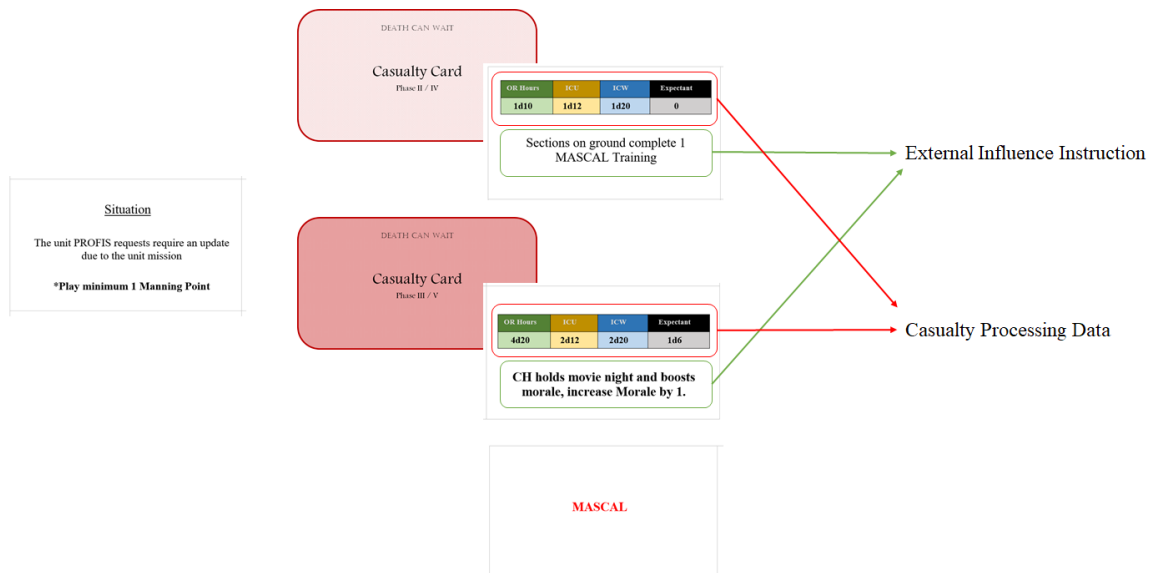 DEATH CAN WAIT
Casualty Card
Phase II / IV
OR Hours ICU ICW Expectant
1d10 1d12 1d20 0
Sections on ground complete 1
MASCAL Training
External Influence Instruction
Situation
The unit PROFIS requests require an update
due to the unit mission
*Play minimum 1 Manning Point
DEATH CAN WAIT
Casualty Card
Phase III / V
OR Hours ICU ICW Expectant
4d20 2d12 2d20 1d6
CH holds movie night and boosts
morale, increase Morale by 1.
Casualty Processing Data
MASCAL